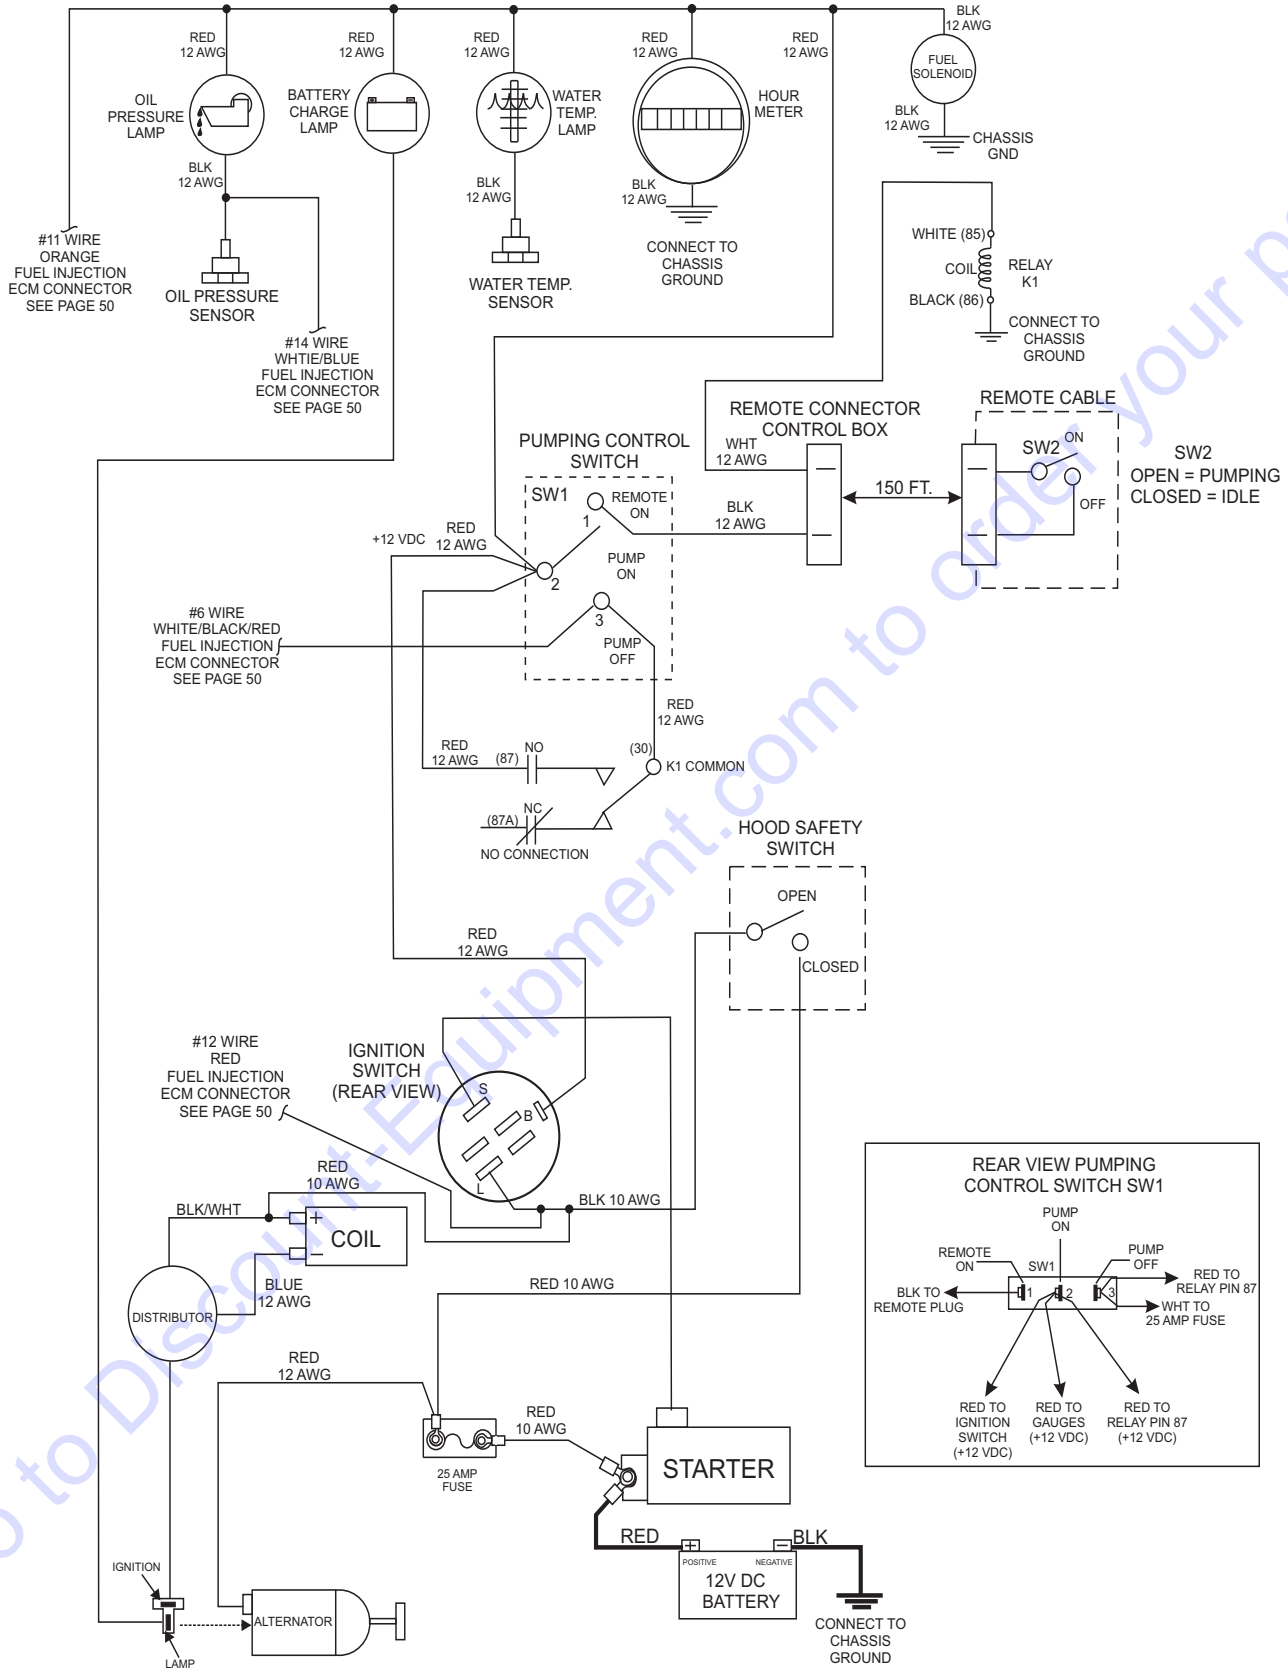 BLK
12 AWG
RED
12 AWG
RED
12 AWG
RED
12 AWG
RED
12 AWG
RED
12 AWG
FUEL
SOLENOID
OIL
PRESSURE
LAMP
BATTERY
CHARGE
LAMP
WATER
TEMP.
LAMP
HOUR
METER
BLK
12 AWG
CHASSIS
GND
BLK
12 AWG
BLK
12 AWG
BLK
12 AWG
#11 WIRE
ORANGE
FUEL INJECTION
ECM CONNECTOR
SEE PAGE 50
OIL PRESSURE
SENSOR
WATER TEMP.
SENSOR
CONNECT TO
CHASSIS
GROUND
WHITE (85)
COIL
RELAY
K1
BLACK (86)
CONNECT TO
CHASSIS
GROUND
#14 WIRE
WHTIE/BLUE
FUEL INJECTION
ECM CONNECTOR
SEE PAGE 50
REMOTE CONNECTOR
CONTROL BOX
REMOTE CABLE
PUMPING CONTROL
SWITCH
WHT
12 AWG
SW2
ON
OFF
SW2
OPEN = PUMPING
CLOSED = IDLE
150 FT.
SW1
REMOTE
ON
1
BLK
12 AWG
+12 VDC
RED
12 AWG
PUMP
ON
2
3
PUMP
OFF
#6 WIRE
WHITE/BLACK/RED
FUEL INJECTION
ECM CONNECTOR
SEE PAGE 50
RED
12 AWG
RED
12 AWG
(87)
NO
(30)
K1 COMMON
(87A)
NC
NO CONNECTION
HOOD SAFETY
SWITCH
OPEN
CLOSED
RED
12 AWG
#12 WIRE
RED
FUEL INJECTION
ECM CONNECTOR
SEE PAGE 50
IGNITION
SWITCH
(REAR VIEW)
S
B
L
RED
10 AWG
BLK 10 AWG
BLK/WHT
+
COIL
–
BLUE
12 AWG
DISTRIBUTOR
RED 10 AWG
REAR VIEW PUMPING
CONTROL SWITCH SW1
PUMP
ON
REMOTE
ON
SW1
PUMP
OFF
BLK TO
REMOTE PLUG
1
2
3
RED TO
RELAY PIN 87
WHT TO
25 AMP FUSE
RED TO
IGNITION
SWITCH
(+12 VDC)
RED TO
GAUGES
(+12 VDC)
RED TO
RELAY PIN 87
(+12 VDC)
RED
12 AWG
RED
10 AWG
25 AMP
FUSE
STARTER
RED
+
–
BLK
POSITIVE
NEGATIVE
12V DC
BATTERY
CONNECT TO
CHASSIS
GROUND
IGNITION
LAMP
ALTERNATOR
to Discount-Equipment.com to order your